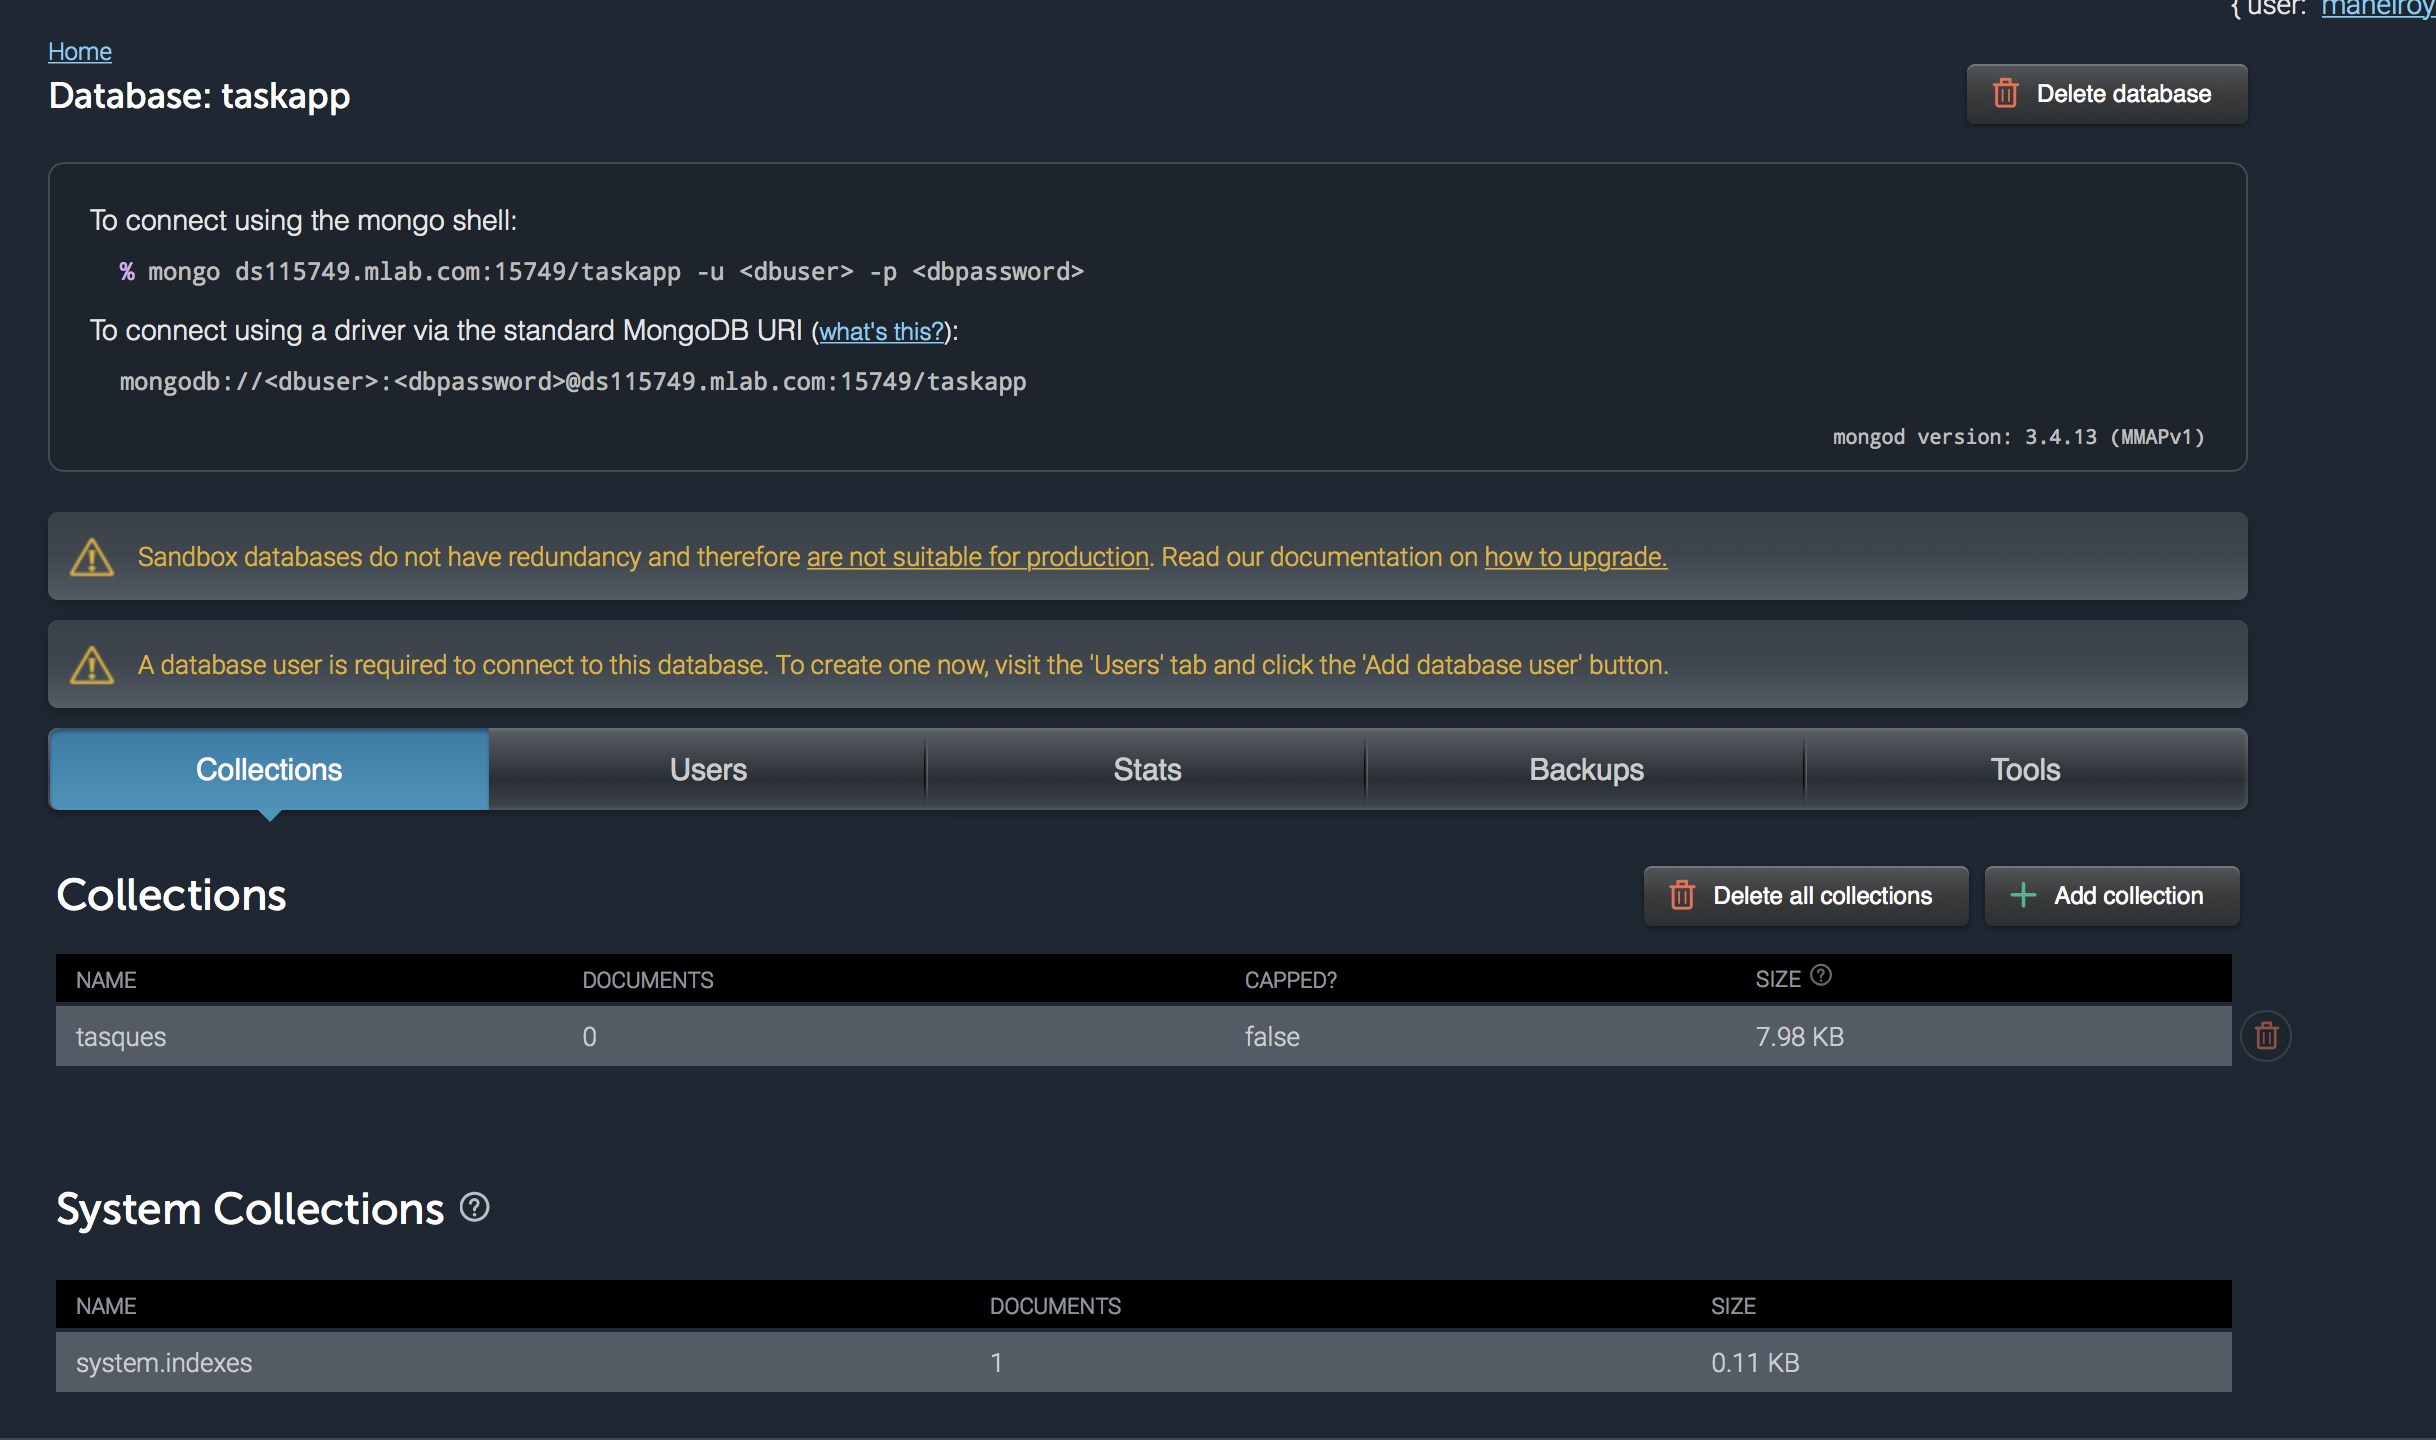 { user: manelroy
Home
Database: taskapp
Delete database
To connect using the mongo shell:
% mongo ds115749.mlab.com:15749/taskapp -u <dbuser> -p <dbpassword>
To connect using a driver via the standard MongoDB URI (what's this?):
mongodb://<dbuser>:<dbpassword>@ds115749.mlab.com:15749/taskapp
mongod version: 3.4.13 (MMAPv1)
Sandbox databases do not have redundancy and therefore are not suitable for production. Read our documentation on how to upgrade.
A database user is required to connect to this database. To create one now, visit the 'Users' tab and click the 'Add database user' button.
Collections Users Stats Backups Tools
Collections
Delete all collections
Add collection
NAME DOCUMENTS CAPPED? SIZE ?
tasques 0 false 7.98 KB
System Collections ?
NAME DOCUMENTS SIZE
system.indexes 1 0.11 KB